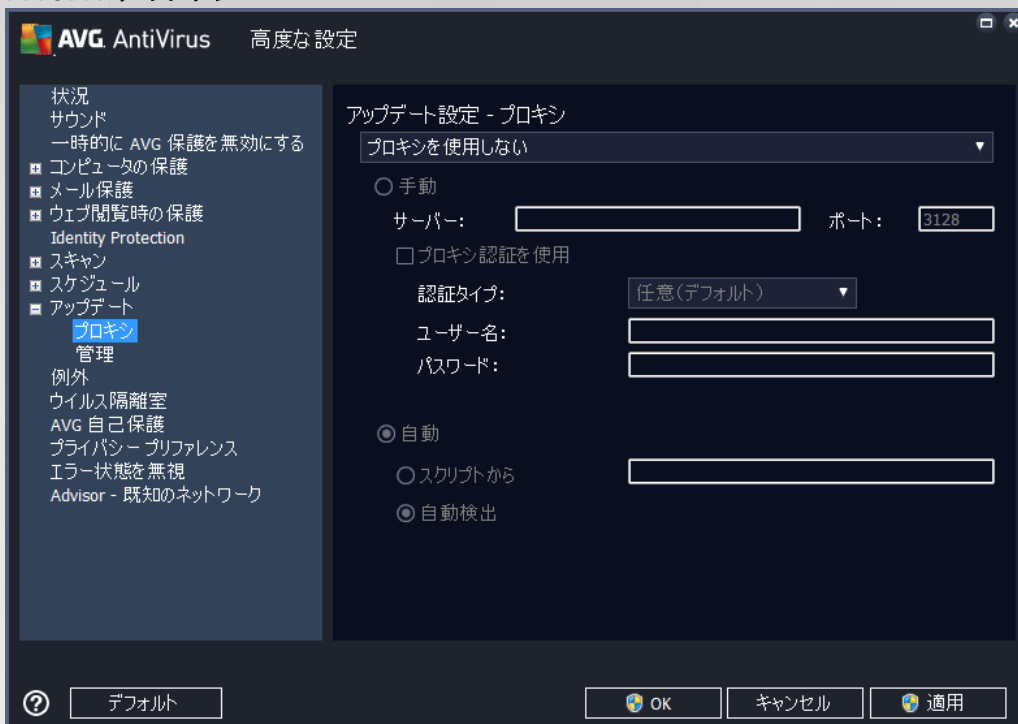 AVG AntiVirus 高度な設定
状況
サウンド
一時的に AVG 保護を無効にする
コンピュータの保護
メール保護
ウェブ閲覧時の保護
Identity Protection
スキャン
スケジュール
アップデート
プロキシ
管理
例外
ウイルス隔離室
AVG 自己保護
プライバシー プリファレンス
エラー状態を無視
Advisor - 既知のネットワーク
アップデート設定 - プロキシ
プロキシを使用しない
手動
サーバー: ポート: 3128
プロキシ認証を使用
認証タイプ: 任意(デフォルト)
ユーザー名:
パスワード:
自動
スクリプトから
自動検出
デフォルト OK キャンセル 適用